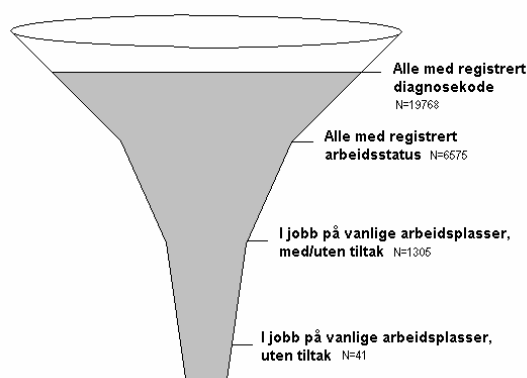 Alle med registrert
diagnosekode
N=19768
Alle med registrert
arbeidsstatus N=6575
I jobb på vanlige arbeidsplasser,
med/uten tiltak N=1305
I jobb på vanlige arbeidsplasser,
uten tiltak N=41